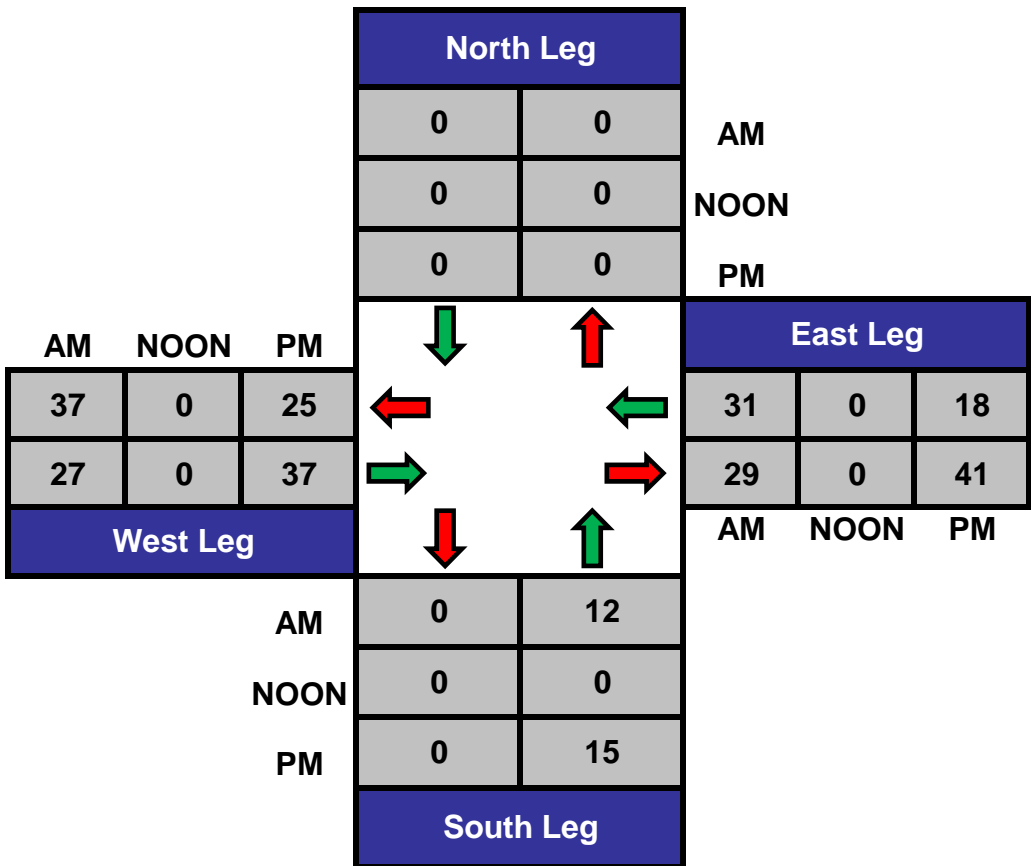 North Leg
0 0 AM
0 0 NOON
0 0 PM
AM NOON PM East Leg
37 0 25 31 0 18
27 0 37 29 0 41
West Leg AM NOON PM
AM 0 12
NOON 0 0
PM 0 15
South Leg